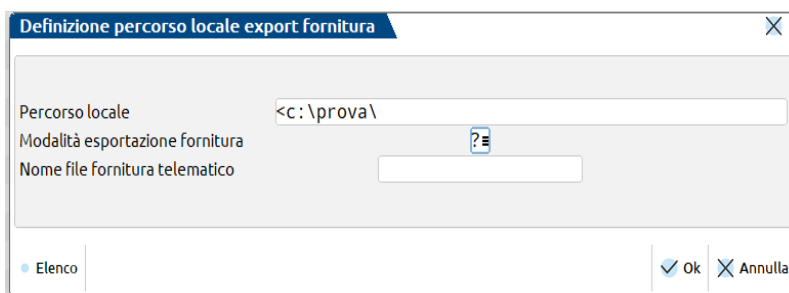 Definizione percorso locale export fornitura
Percorso locale <c:\prova\
Modalità esportazione fornitura ?≡
Nome file fornitura telematico
Elenco Ok Annulla